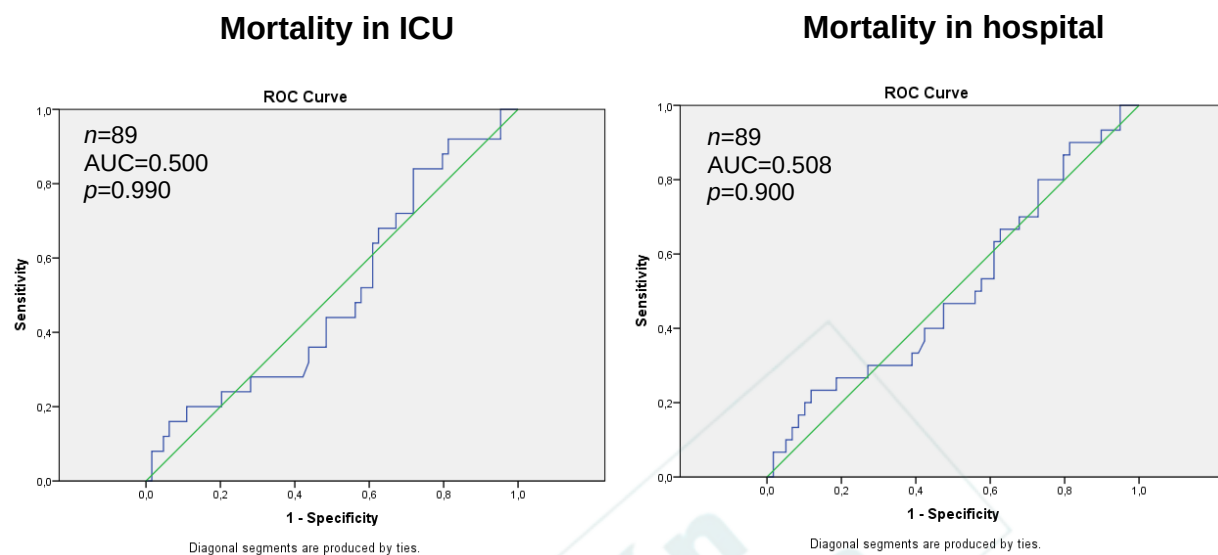 Mortality in ICU
ROC Curve
n=89
AUC=0.500
p=0.990
1,0
0,8
0,6
0,4
0,2
0,0
Sensitivity
0,0 0,2 0,4 0,6 0,8 1,0
1 - Specificity
Diagonal segments are produced by ties.
Mortality in hospital
ROC Curve
n=89
AUC=0.508
p=0.900
1,0
0,8
0,6
0,4
0,2
0,0
Sensitivity
0,0 0,2 0,4 0,6 0,8 1,0
1 - Specificity
Diagonal segments are produced by ties.